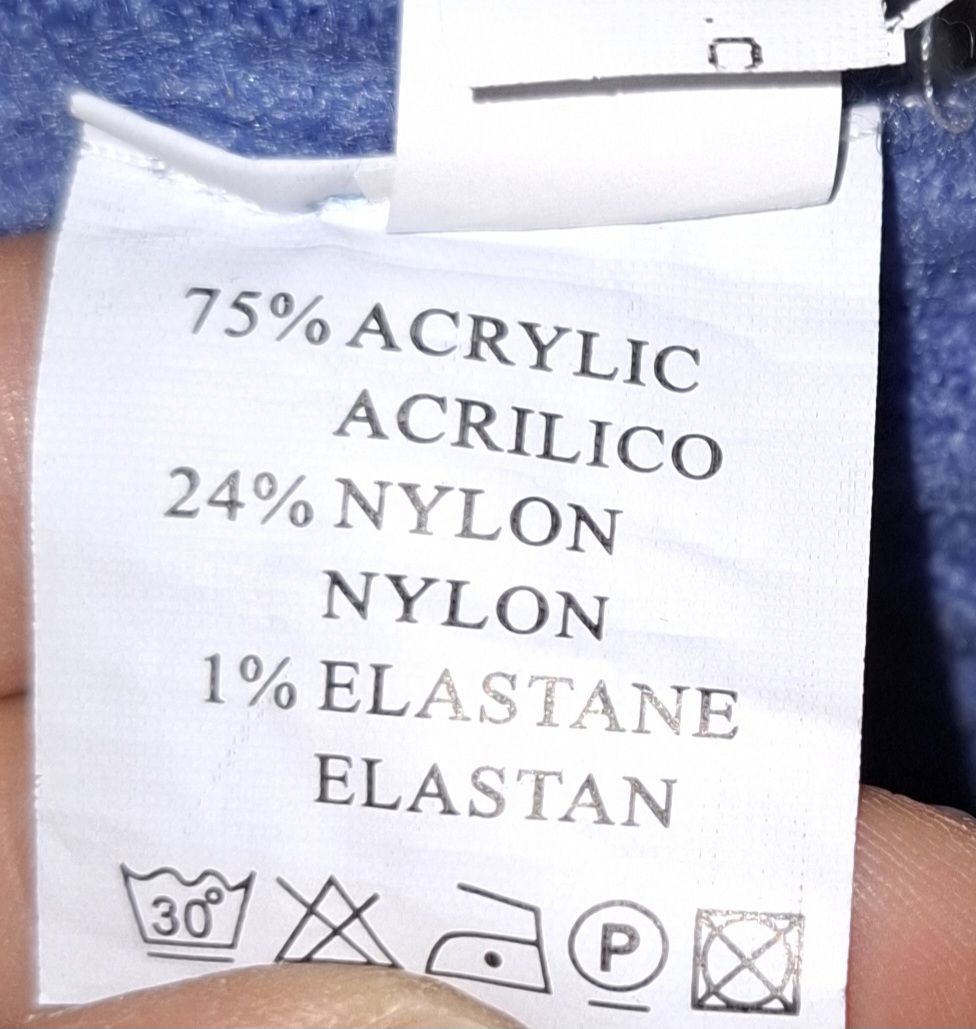 75% ACRYLIC
ACRILICO
24% NYLON
NYLON
1% ELASTANE
ELASTAN
30° P